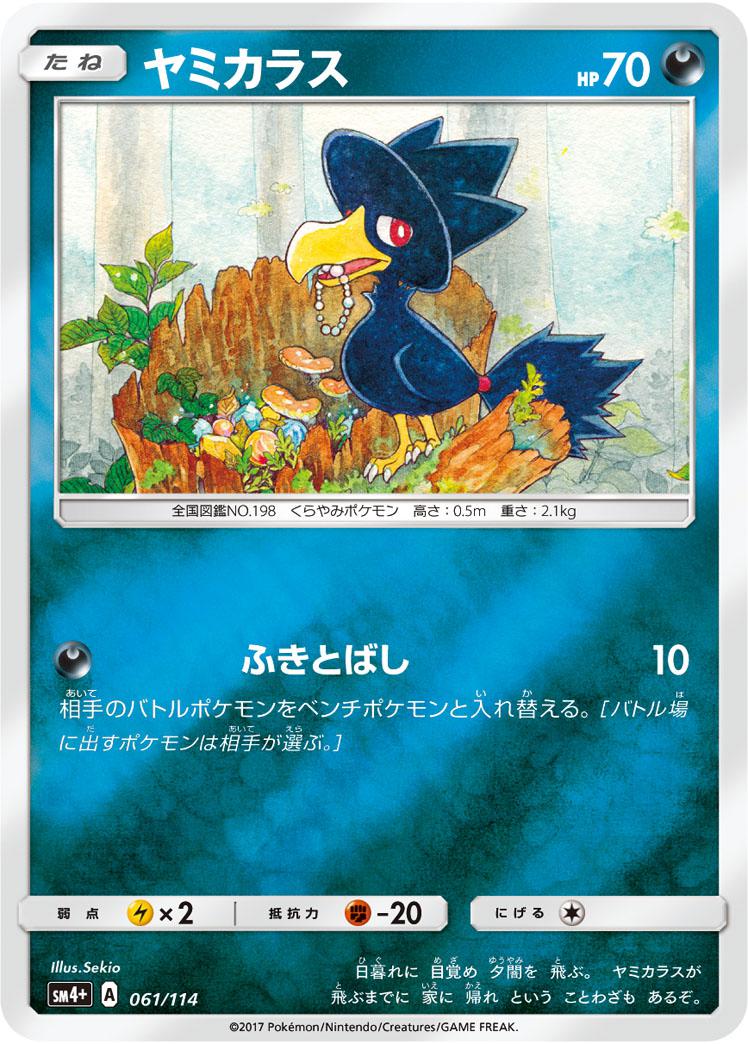 たね ヤミカラス HP 70
全国図鑑NO.198 くらやみポケモン 高さ:0.5m 重さ:2.1kg
ふきとばし 10
相手のバトルポケモンをベンチポケモンと入れ替える。[バトル場
に出すポケモンは相手が選ぶ。]
弱点 ×2 抵抗力 -20 にげる
Illus.Sekio
日暮れに 目覚め 夕闇を 飛ぶ。 ヤミカラスが
飛ぶまでに 家に 帰れ という ことわざも あるぞ。
SM4+ A 061/114
©2017 Pokémon/Nintendo/Creatures/GAME FREAK.